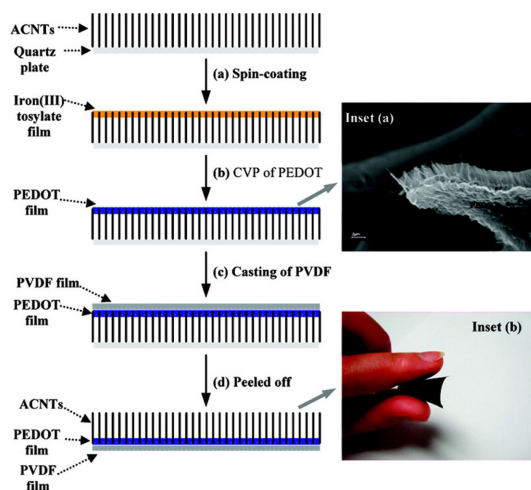 ACNTs
Quartz
plate
(a) Spin-coating
Iron(III)
tosylate
film
(b) CVP of PEDOT
Inset (a)
PEDOT
film
(c) Casting of PVDF
PVDF film
PEDOT
film
(d) Peeled off
Inset (b)
ACNTs
PEDOT
film
PVDF
film